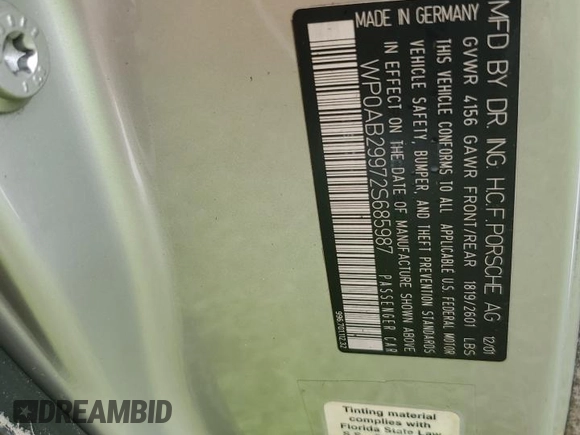 MFD BY DR. ING. H.C.F. PORSCHE AG 12/01
GVWR 4156 GAWR FRONT/REAR 1819/2601 LBS
THIS VEHICLE CONFORMS TO ALL APPLICABLE U.S. FEDERAL MOTOR
VEHICLE SAFETY, BUMPER, AND THEFT PREVENTION STANDARDS
IN EFFECT ON THE DATE OF MANUFACTURE SHOWN ABOVE
WP0AB29972S685987 PASSENGER CAR
MADE IN GERMANY
99670111232
Tinting material
complies with
Florida State Law
DREAMBID